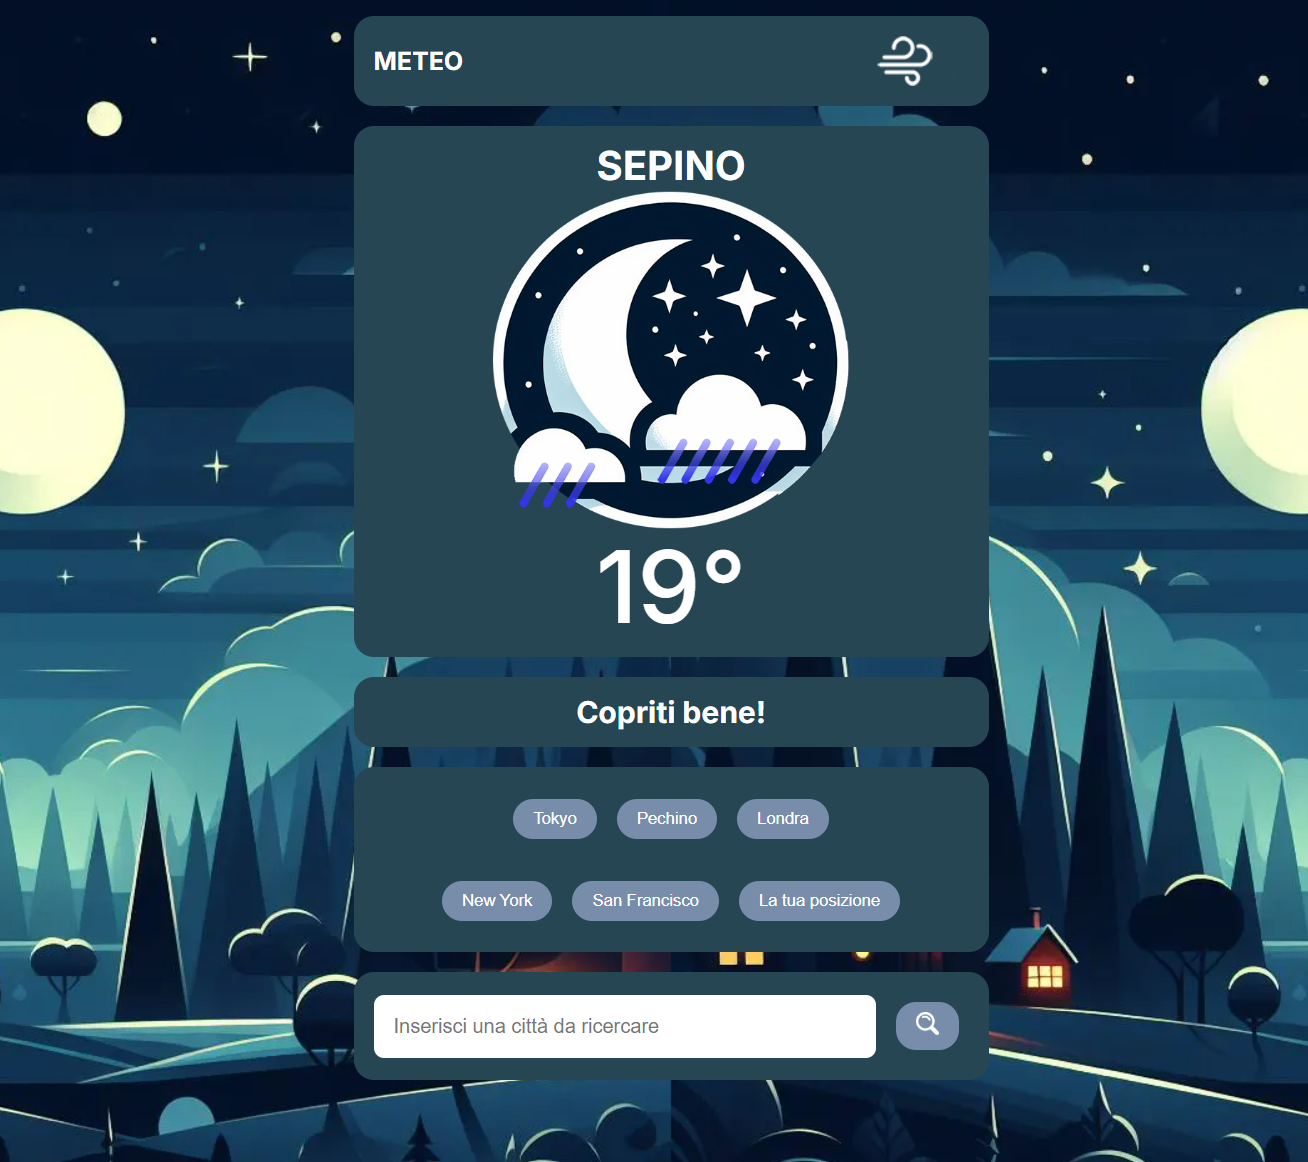 METEO
SEPINO
19°
Copriti bene!
Tokyo
Pechino
Londra
New York
San Francisco
La tua posizione
Inserisci una città da ricercare